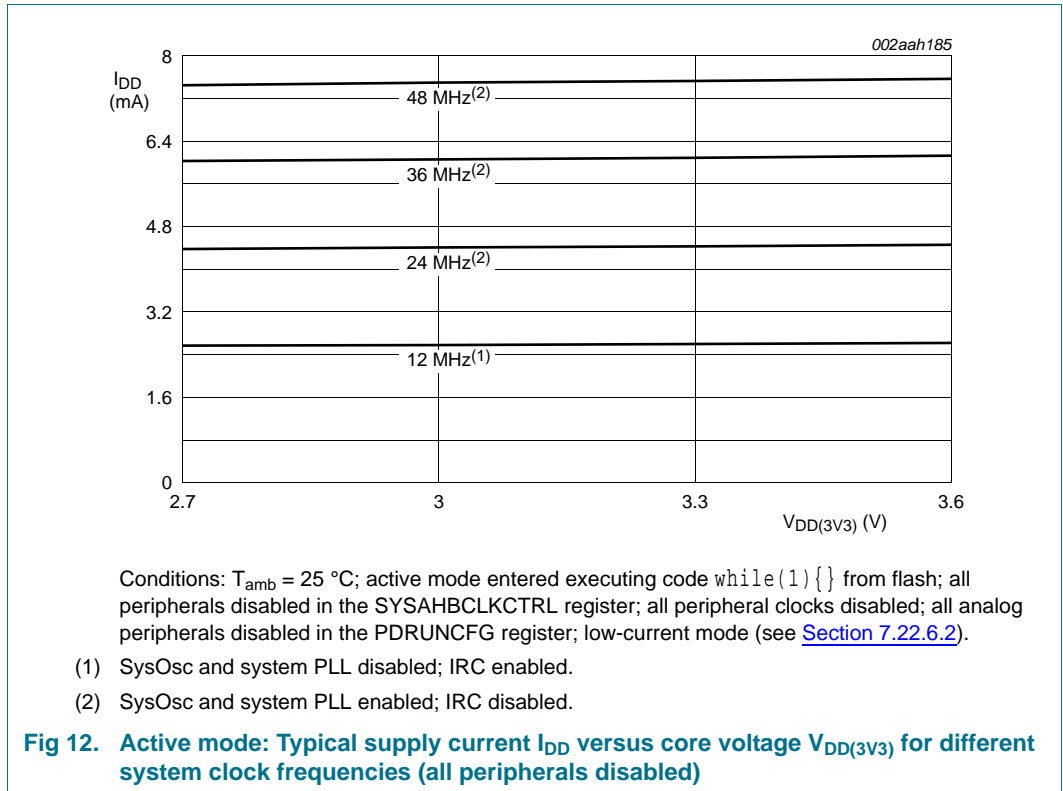 002aah185
8
IDD
(mA)
48 MHz(2)
6.4
36 MHz(2)
4.8
24 MHz(2)
3.2
12 MHz(1)
1.6
0
2.7 3 3.3 3.6
VDD(3V3) (V)
Conditions: Tamb = 25 °C; active mode entered executing code while(1){} from flash; all
peripherals disabled in the SYSAHBCLKCTRL register; all peripheral clocks disabled; all analog
peripherals disabled in the PDRUNCFG register; low-current mode (see Section 7.22.6.2).
(1) SysOsc and system PLL disabled; IRC enabled.
(2) SysOsc and system PLL enabled; IRC disabled.
Fig 12. Active mode: Typical supply current IDD versus core voltage VDD(3V3) for different
system clock frequencies (all peripherals disabled)